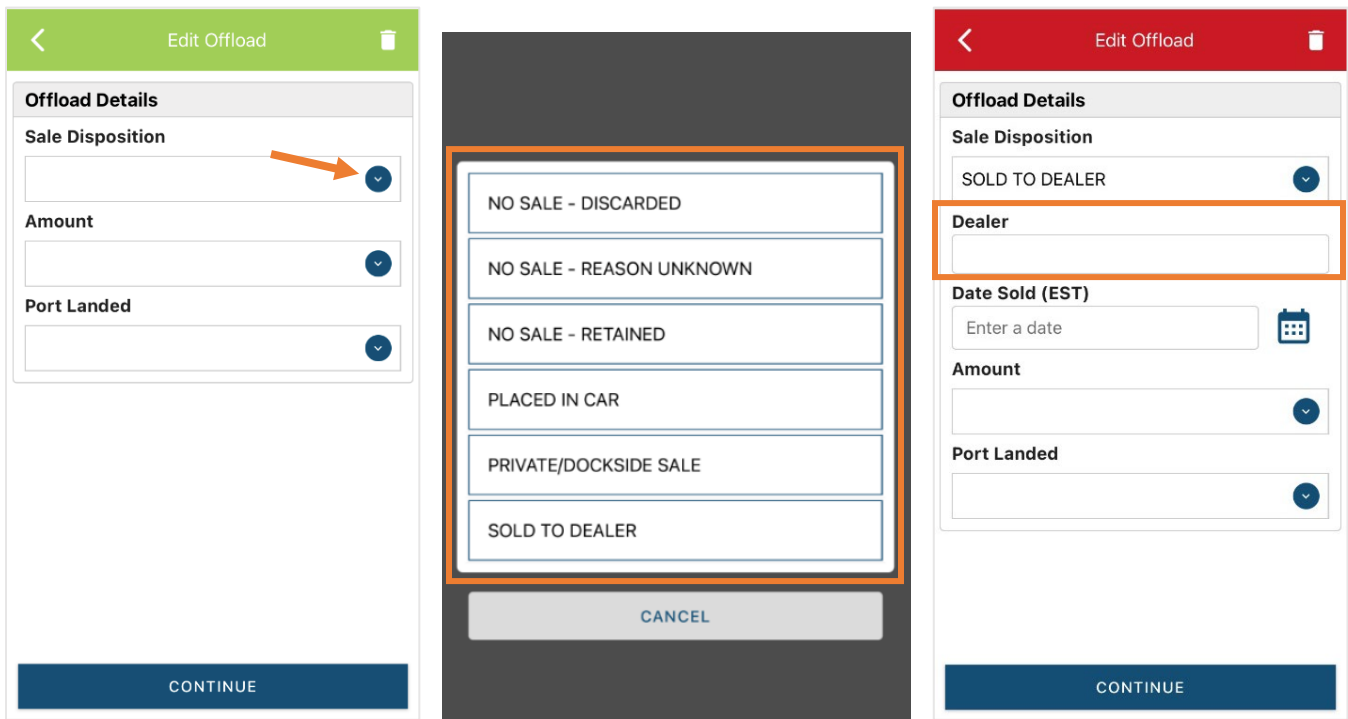 Edit Offload
Offload Details
Sale Disposition
Amount
Port Landed
CONTINUE
NO SALE - DISCARDED
NO SALE - REASON UNKNOWN
NO SALE - RETAINED
PLACED IN CAR
PRIVATE/DOCKSIDE SALE
SOLD TO DEALER
CANCEL
Edit Offload
Offload Details
Sale Disposition
SOLD TO DEALER
Dealer
Date Sold (EST)
Enter a date
Amount
Port Landed
CONTINUE